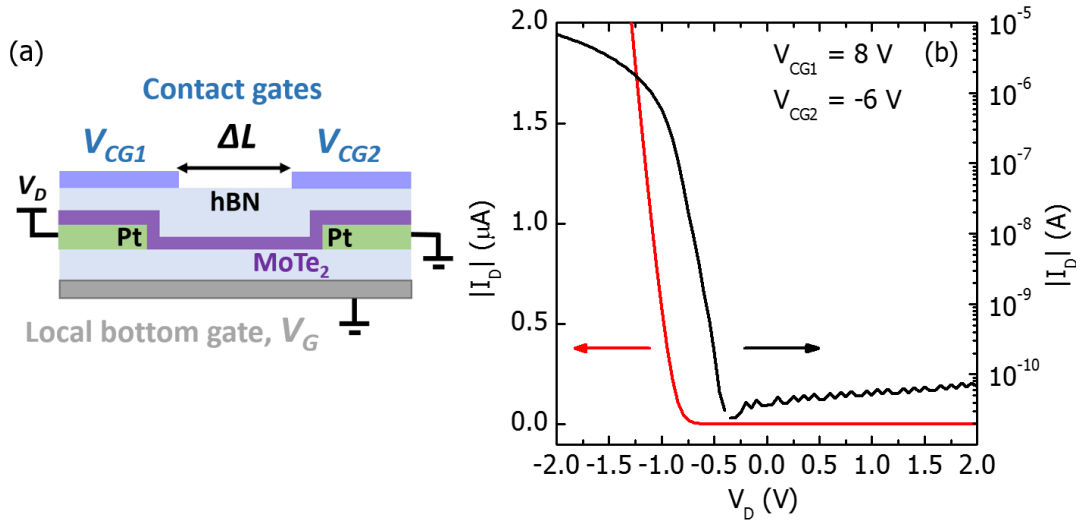 (a)
Contact gates
V_CG1 ΔL V_CG2
V_D
hBN
Pt Pt
MoTe₂
Local bottom gate, V_G
(b)
V_CG1 = 8 V
V_CG2 = -6 V
|I_D| (μA)
2.0
1.5
1.0
0.5
0.0
|I_D| (A)
10⁻⁵
10⁻⁶
10⁻⁷
10⁻⁸
10⁻⁹
10⁻¹⁰
-2.0 -1.5 -1.0 -0.5 0.0 0.5 1.0 1.5 2.0
V_D (V)